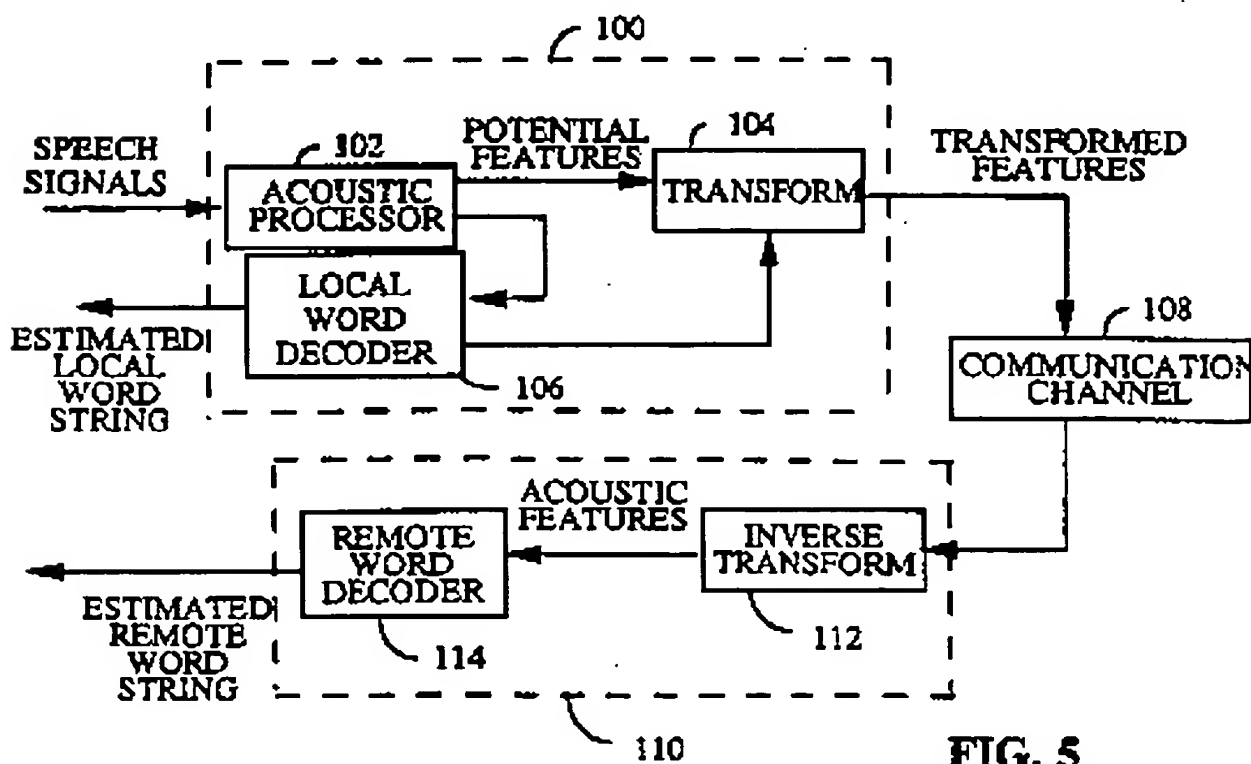 100
SPEECH
SIGNALS
102
ACOUSTIC
PROCESSOR
POTENTIAL
FEATURES
104
TRANSFORM
TRANSFORMED
FEATURES
LOCAL
WORD
DECODER
106
ESTIMATED
LOCAL
WORD
STRING
108
COMMUNICATION
CHANNEL
ACOUSTIC
FEATURES
REMOTE
WORD
DECODER
114
INVERSE
TRANSFORM
112
ESTIMATED
REMOTE
WORD
STRING
110
FIG. 5